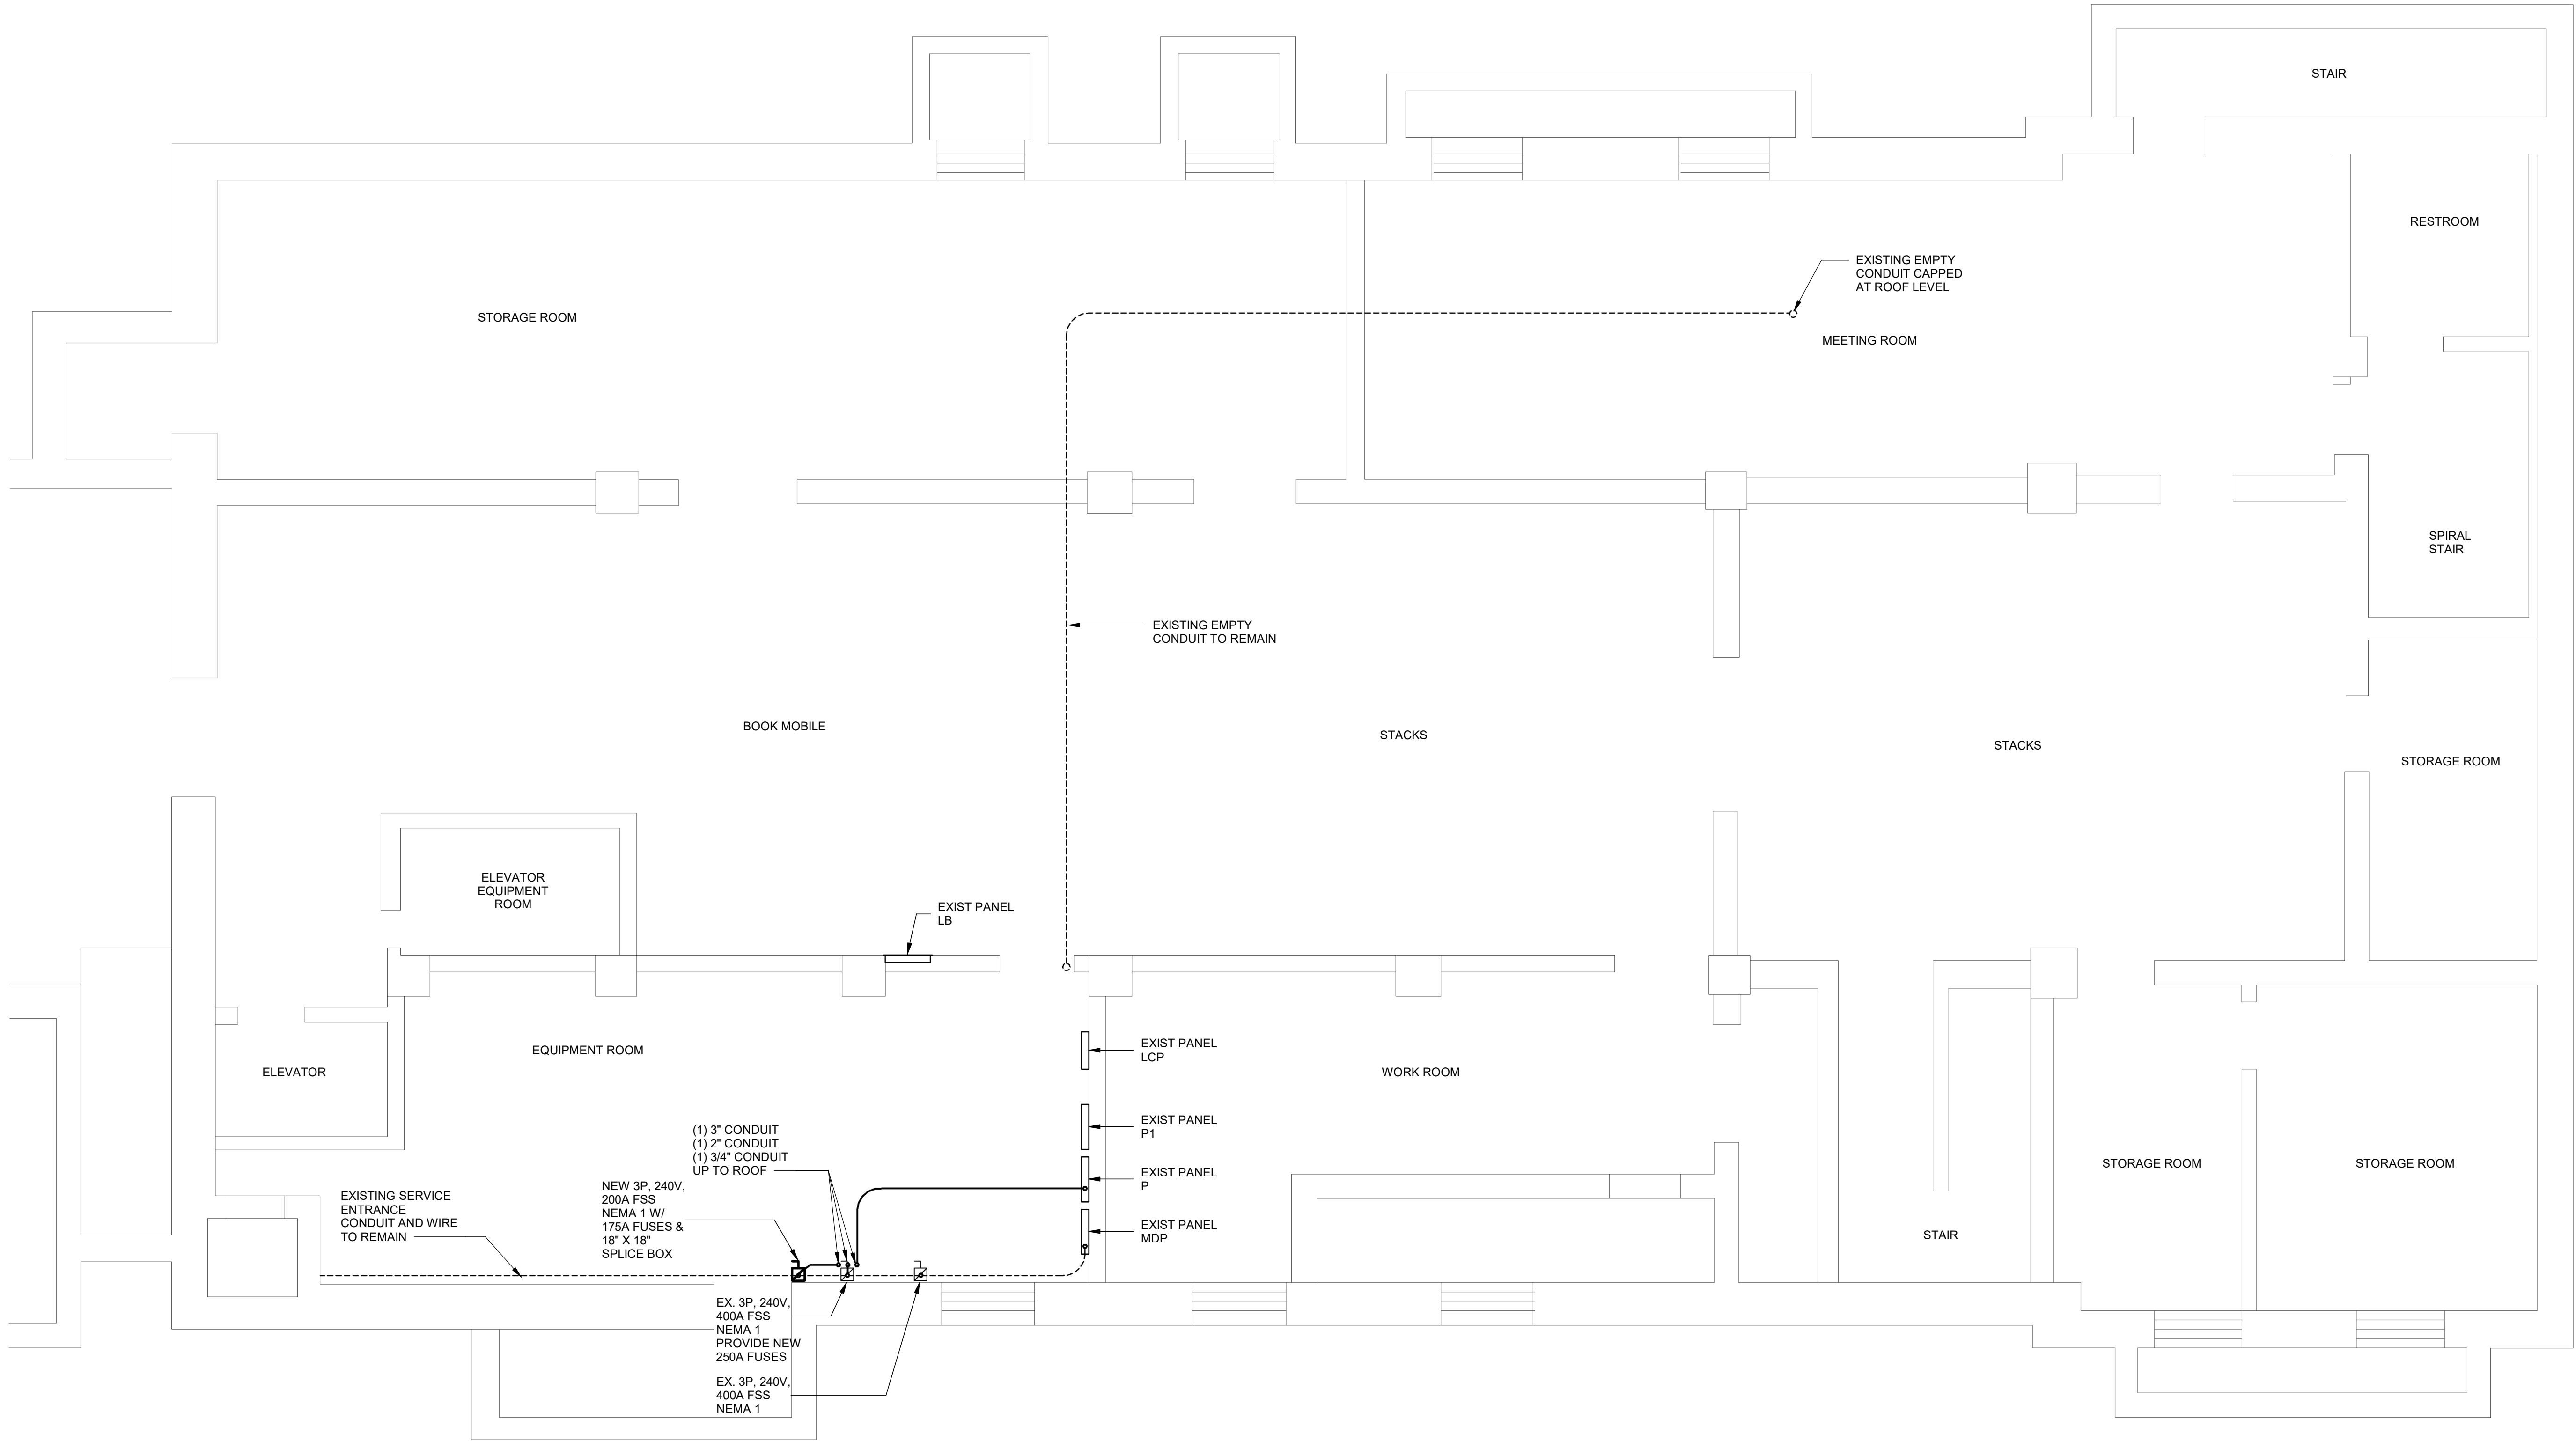 STAIR
RESTROOM
EXISTING EMPTY
CONDUIT CAPPED
AT ROOF LEVEL
STORAGE ROOM
MEETING ROOM
SPIRAL
STAIR
EXISTING EMPTY
CONDUIT TO REMAIN
BOOK MOBILE
STACKS
STACKS
STORAGE ROOM
ELEVATOR
EQUIPMENT
ROOM
EXIST PANEL
LB
EQUIPMENT ROOM
EXIST PANEL
LCP
ELEVATOR
WORK ROOM
EXIST PANEL
P1
(1) 3" CONDUIT
(1) 2" CONDUIT
(1) 3/4" CONDUIT
UP TO ROOF
EXIST PANEL
P
STORAGE ROOM
STORAGE ROOM
NEW 3P, 240V,
200A FSS
NEMA 1 W/
175A FUSES &
18" X 18"
SPLICE BOX
EXISTING SERVICE
ENTRANCE
CONDUIT AND WIRE
TO REMAIN
EXIST PANEL
MDP
STAIR
EX. 3P, 240V,
400A FSS
NEMA 1
PROVIDE NEW
250A FUSES
EX. 3P, 240V,
400A FSS
NEMA 1